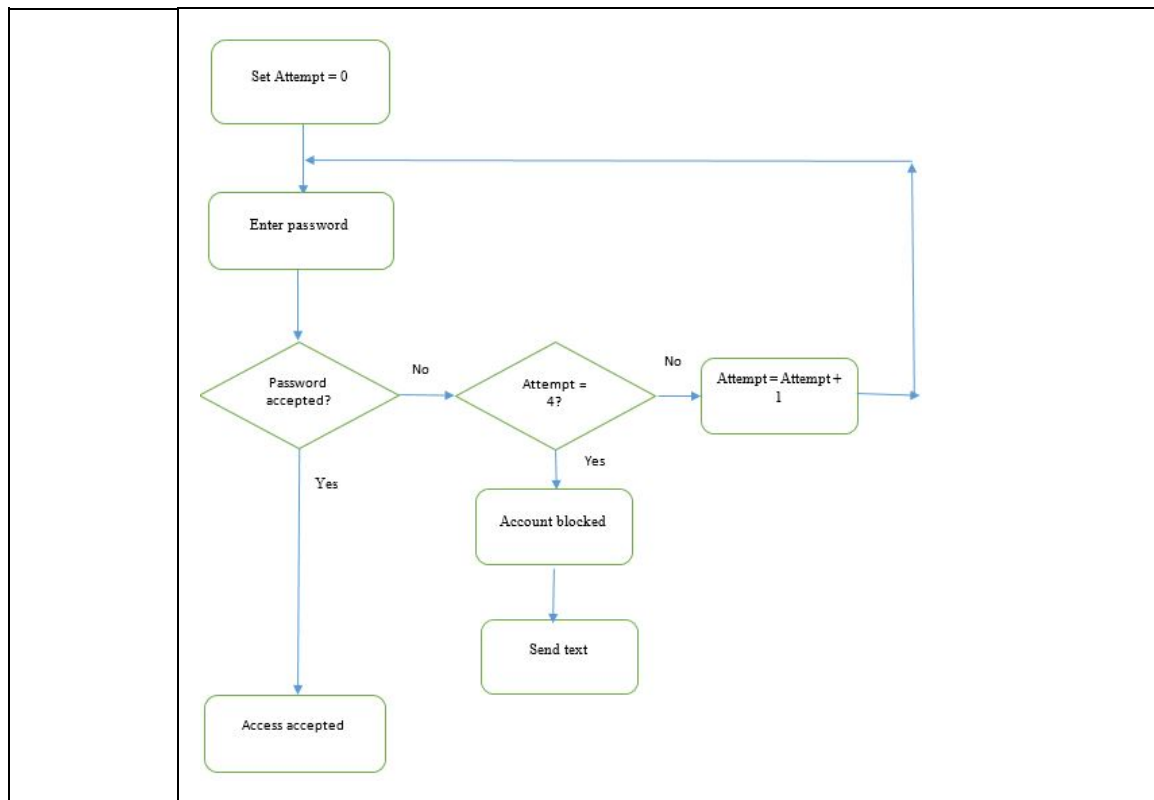 Set Attempt = 0
Enter password
Password
accepted?
No
Attempt =
4?
No
Attempt = Attempt +
1
Yes
Yes
Account blocked
Send text
Access accepted